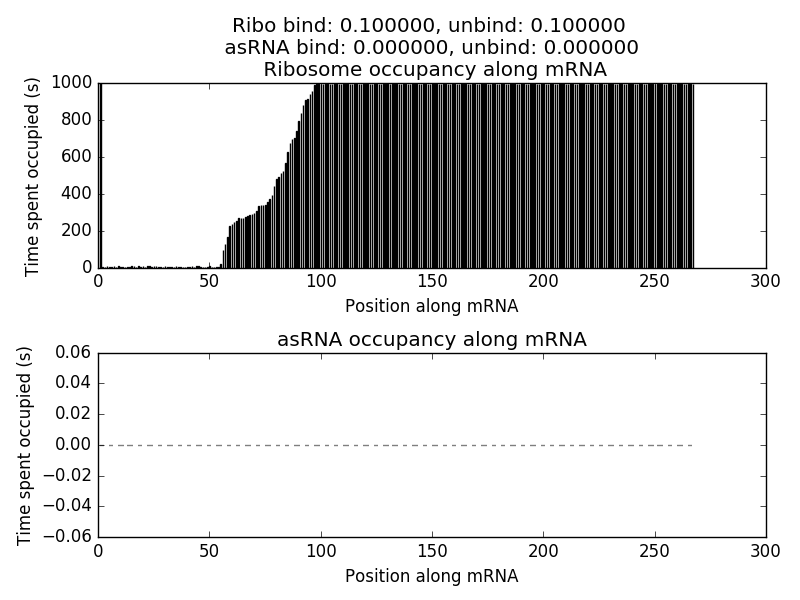 Ribo bind: 0.100000, unbind: 0.100000
asRNA bind: 0.000000, unbind: 0.000000
Ribosome occupancy along mRNA
Time spent occupied (s)
1000
800
600
400
200
0
0 50 100 150 200 250 300
Position along mRNA
asRNA occupancy along mRNA
Time spent occupied (s)
0.06
0.04
0.02
0.00
−0.02
−0.04
−0.06
0 50 100 150 200 250 300
Position along mRNA